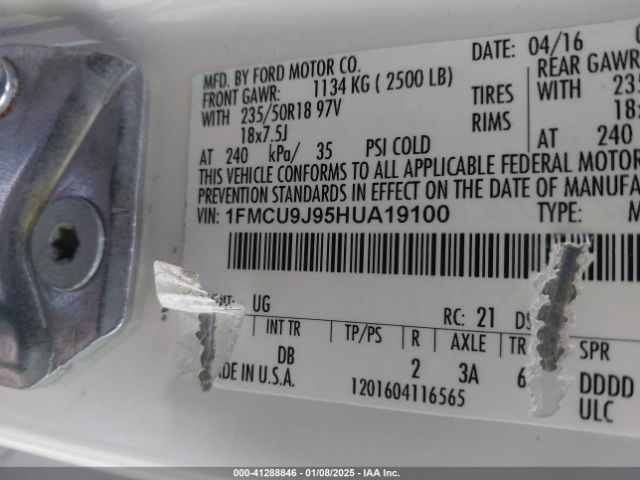 DATE: 04/16
MFD. BY FORD MOTOR CO.
FRONT GAWR: 1134 KG ( 2500 LB) REAR GAWR
WITH 235/50R18 97V TIRES WITH 235
18x7.5J RIMS 18x
AT 240 kPa/ 35 PSI COLD AT 240
THIS VEHICLE CONFORMS TO ALL APPLICABLE FEDERAL MOTOR
PREVENTION STANDARDS IN EFFECT ON THE DATE OF MANUFA
VIN: 1FMCU9J95HUA19100 TYPE:
UG RC: 21
INT TR TP/PS R AXLE TR SPR
DB 2 3A 6 DDDD
DE IN U.S.A. 1201604116565 ULC
000-41288846 - 01/08/2025 - IAA Inc.